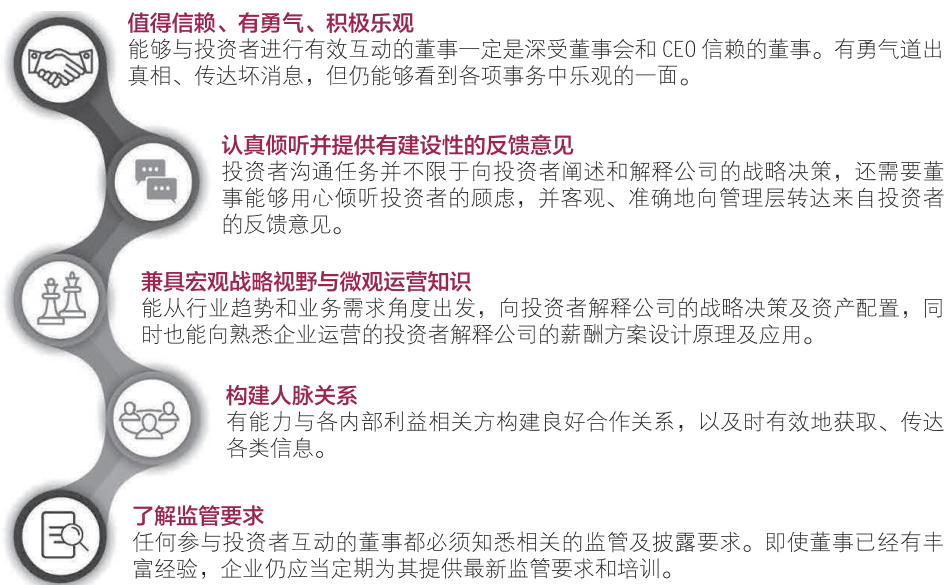 值得信赖、有勇气、积极乐观
能够与投资者进行有效互动的董事一定是深受董事会和 CEO 信赖的董事。有勇气道出
真相、传达坏消息，但仍能够看到各项事务中乐观的一面。
认真倾听并提供有建设性的反馈意见
投资者沟通任务并不限于向投资者阐述和解释公司的战略决策，还需要董
事能够用心倾听投资者的顾虑，并客观、准确地向管理层转达来自投资者
的反馈意见。
兼具宏观战略视野与微观运营知识
能从行业趋势和业务需求角度出发，向投资者解释公司的战略决策及资产配置，同
时也能向熟悉企业运营的投资者解释公司的薪酬方案设计原理及应用。
构建人脉关系
有能力与各内部利益相关方构建良好合作关系，以及时有效地获取、传达
各类信息。
了解监管要求
任何参与投资者互动的董事都必须知悉相关的监管及披露要求。即使董事已经有丰
富经验，企业仍应当定期为其提供最新监管要求和培训。